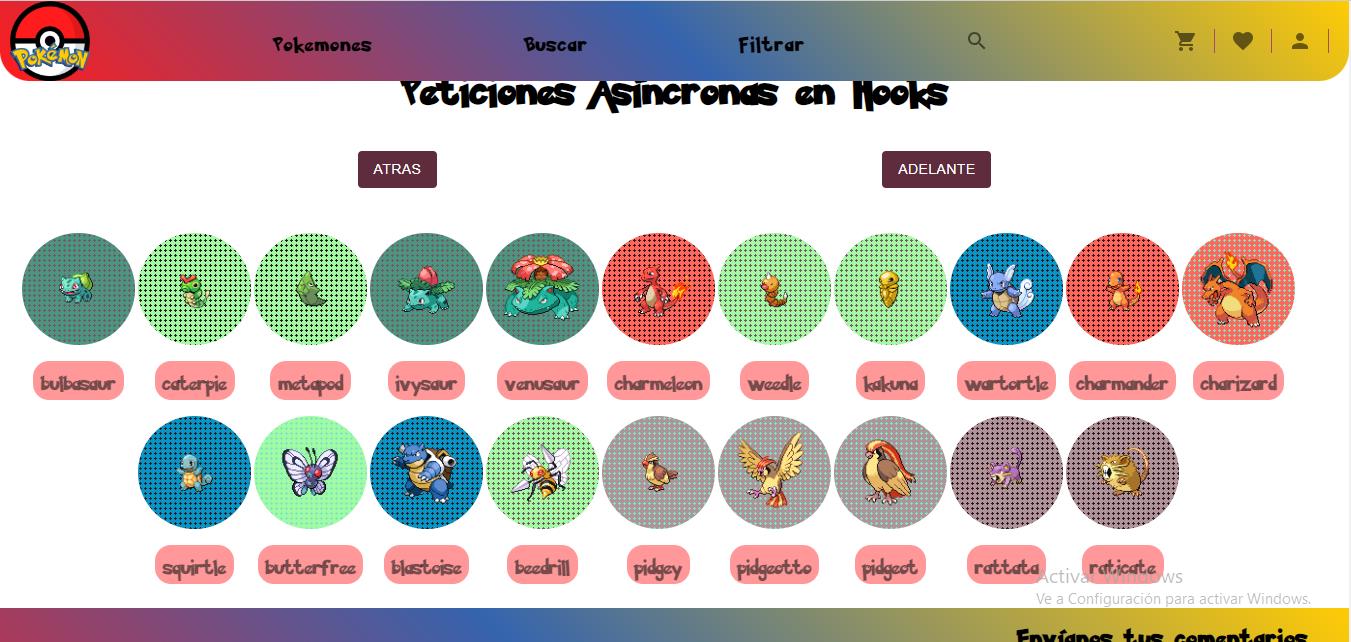 Pokémon
Pokemones Buscar Filtrar
Peticiones Asincronas en Hooks
ATRAS ADELANTE
bulbasaur caterpie metapod ivysaur venusaur charmeleon weedle kakuna wartortle charmander charizard
squirtle butterfree blastoise beedrill pidgey pidgeotto pidgeot rattata raticate
Activar Windows
Ve a Configuración para activar Windows.
Envíanos tus comentarios